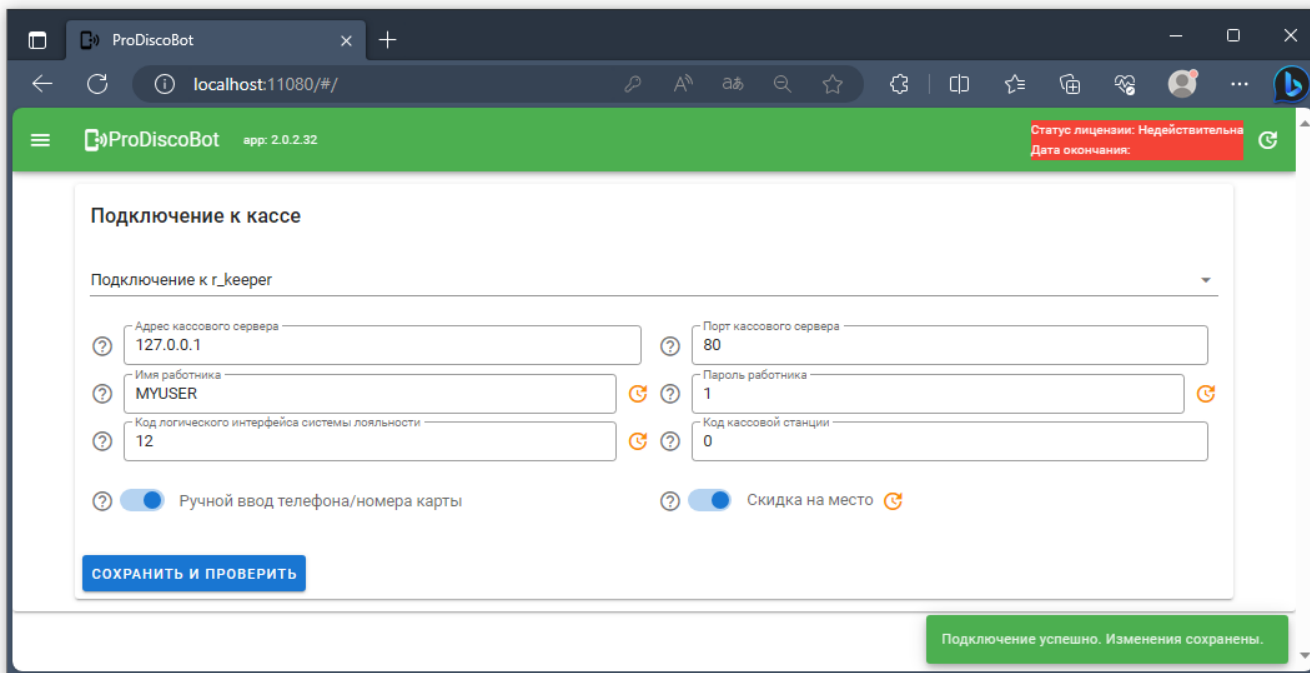 ProDiscoBot
localhost:11080/#/
ProDiscoBot app: 2.0.2.32
Статус лицензии: Недействительна
Дата окончания:
Подключение к кассе
Подключение к r_keeper
Адрес кассового сервера
127.0.0.1
Порт кассового сервера
80
Имя работника
MYUSER
Пароль работника
1
Код логического интерфейса системы лояльности
12
Код кассовой станции
0
Ручной ввод телефона/номера карты
Скидка на место
СОХРАНИТЬ И ПРОВЕРИТЬ
Подключение успешно. Изменения сохранены.